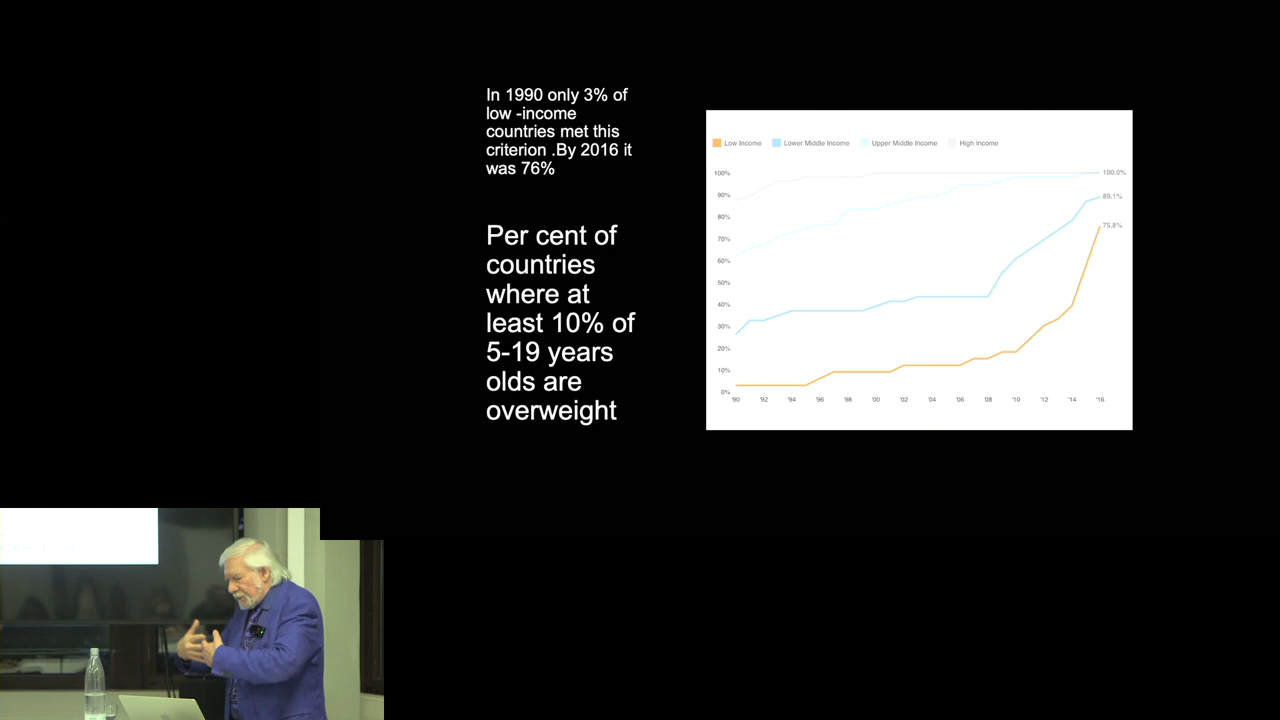 In 1990 only 3% of
low -income
countries met this
criterion .By 2016 it
was 76%
Per cent of
countries
where at
least 10% of
5-19 years
olds are
overweight
Low Income
Lower Middle Income
Upper Middle Income
High Income
100%
90%
80%
70%
60%
50%
40%
30%
20%
10%
0%
100.0%
89.1%
75.8%
'90 '92 '94 '96 '98 '00 '02 '04 '06 '08 '10 '12 '14 '16